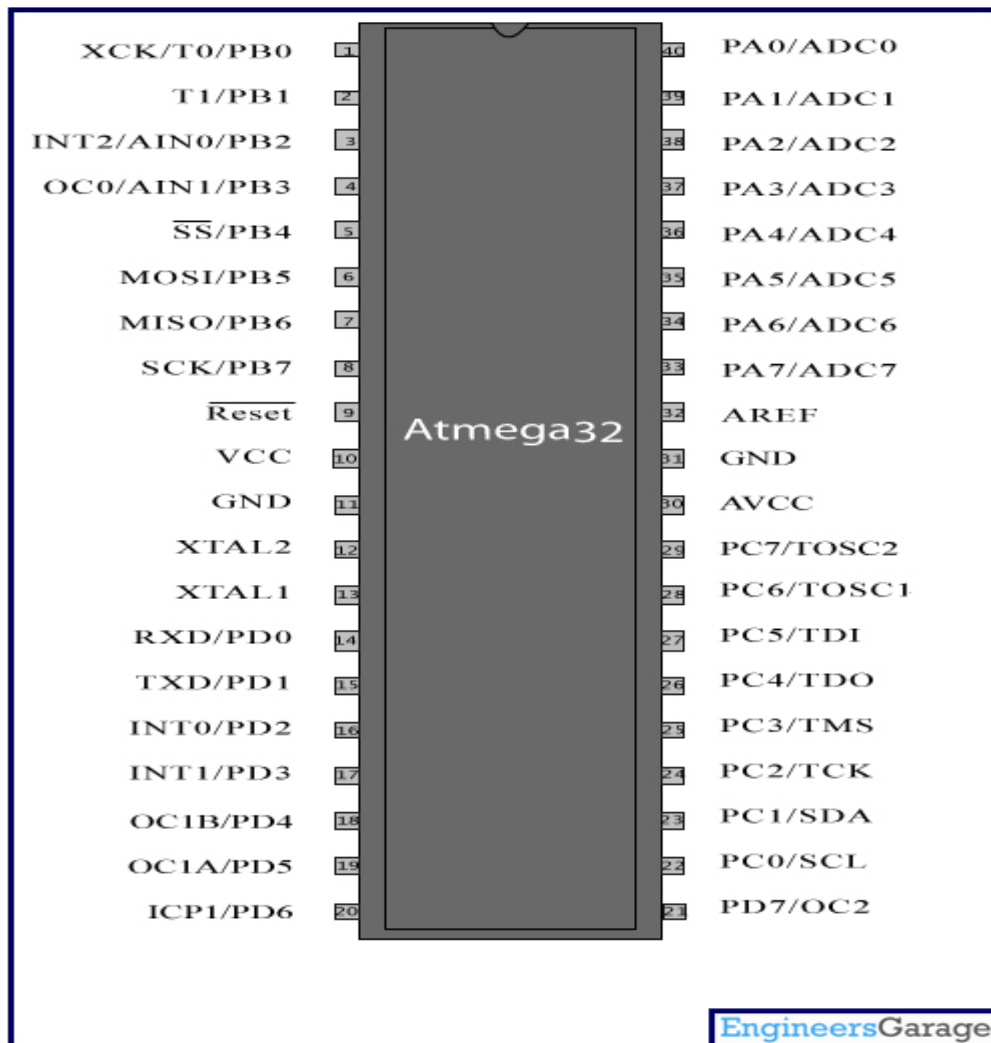 XCK/T0/PB0 1 40 PA0/ADC0
T1/PB1 2 39 PA1/ADC1
INT2/AIN0/PB2 3 38 PA2/ADC2
OC0/AIN1/PB3 4 37 PA3/ADC3
SS/PB4 5 36 PA4/ADC4
MOSI/PB5 6 35 PA5/ADC5
MISO/PB6 7 34 PA6/ADC6
SCK/PB7 8 33 PA7/ADC7
Reset 9 32 AREF
Atmega32
VCC 10 31 GND
GND 11 30 AVCC
XTAL2 12 29 PC7/TOSC2
XTAL1 13 28 PC6/TOSC1
RXD/PD0 14 27 PC5/TDI
TXD/PD1 15 26 PC4/TDO
INT0/PD2 16 25 PC3/TMS
INT1/PD3 17 24 PC2/TCK
OC1B/PD4 18 23 PC1/SDA
OC1A/PD5 19 22 PC0/SCL
ICP1/PD6 20 21 PD7/OC2
EngineersGarage